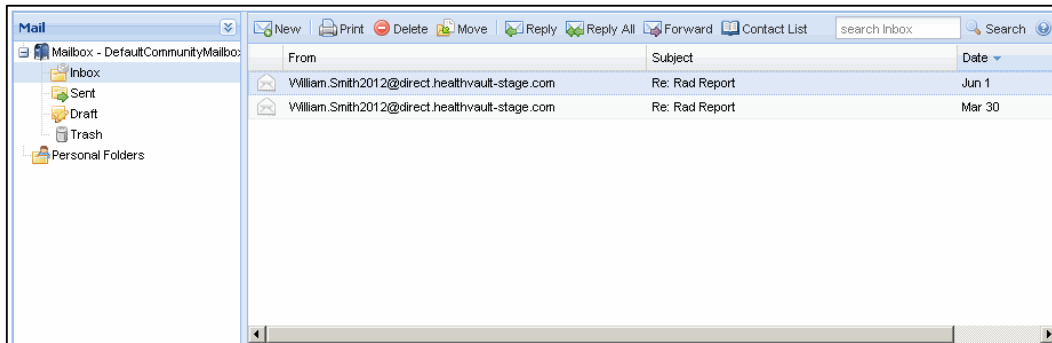 Mail
New Print Delete Move Reply Reply All Forward Contact List search Inbox Search
Mailbox - DefaultCommunityMailbo
Inbox
Sent
Draft
Trash
Personal Folders
From Subject Date
William.Smith2012@direct.healthvault-stage.com Re: Rad Report Jun 1
William.Smith2012@direct.healthvault-stage.com Re: Rad Report Mar 30